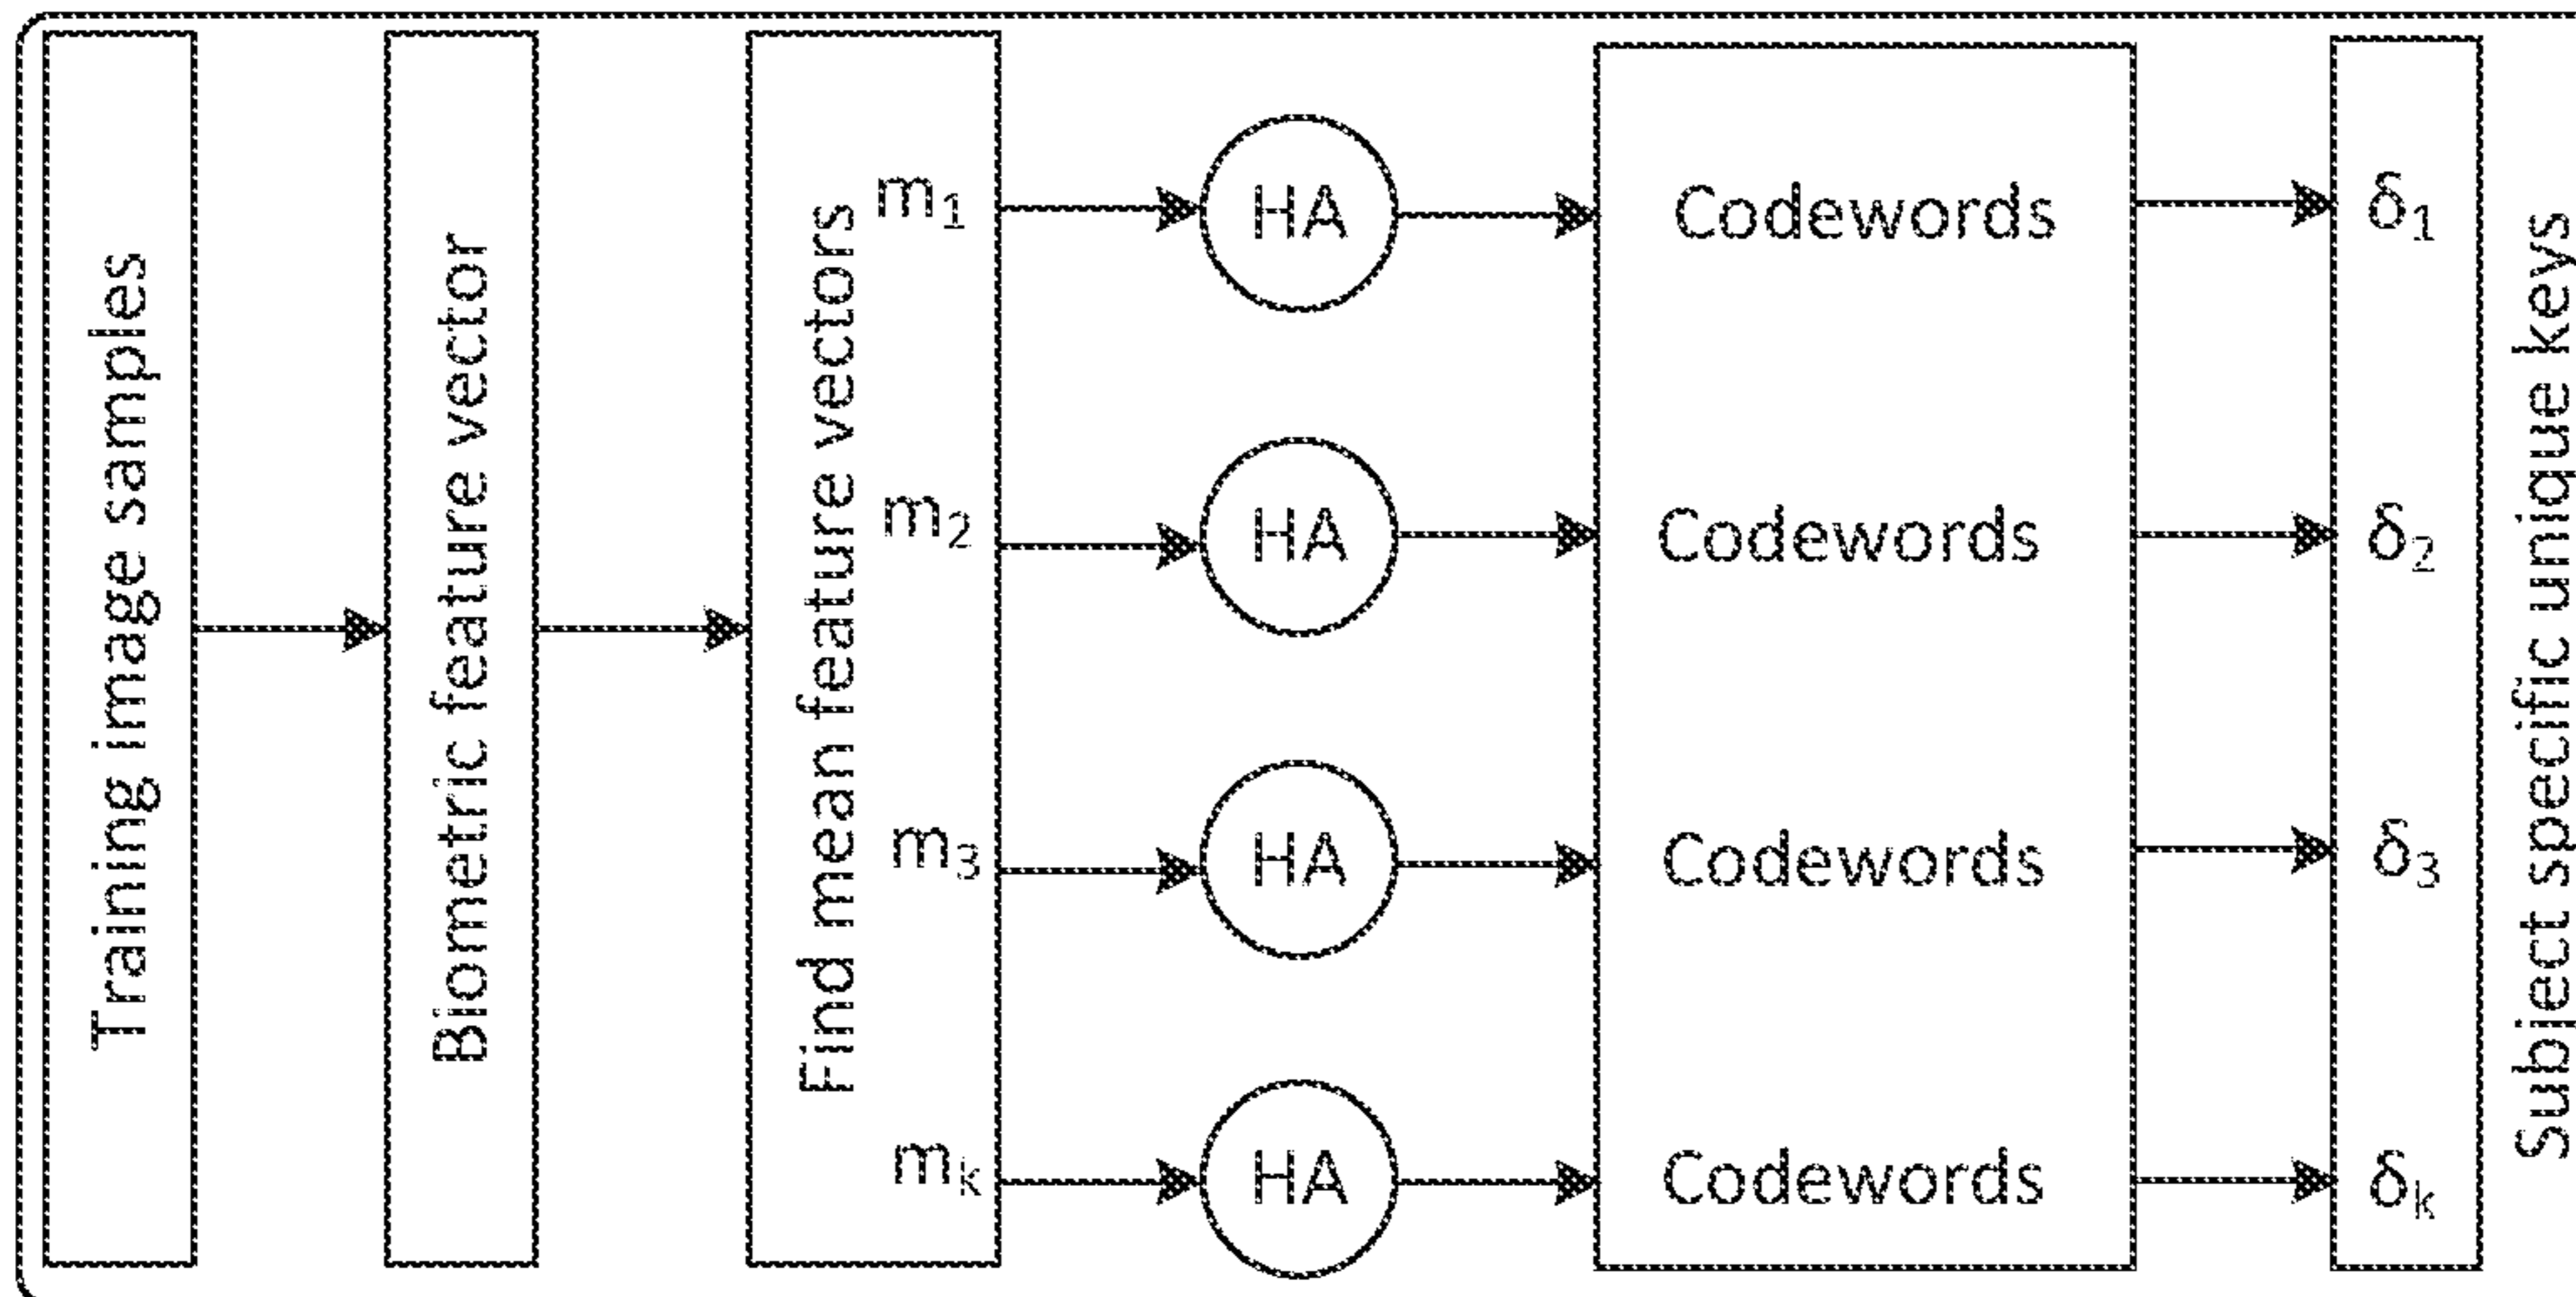 Training image samples
Biometric feature vector
Find mean feature vectors
m₁
m₂
m₃
mₖ
HA
HA
HA
HA
Codewords
Codewords
Codewords
Codewords
δ₁
δ₂
δ₃
δₖ
Subject specific unique keys